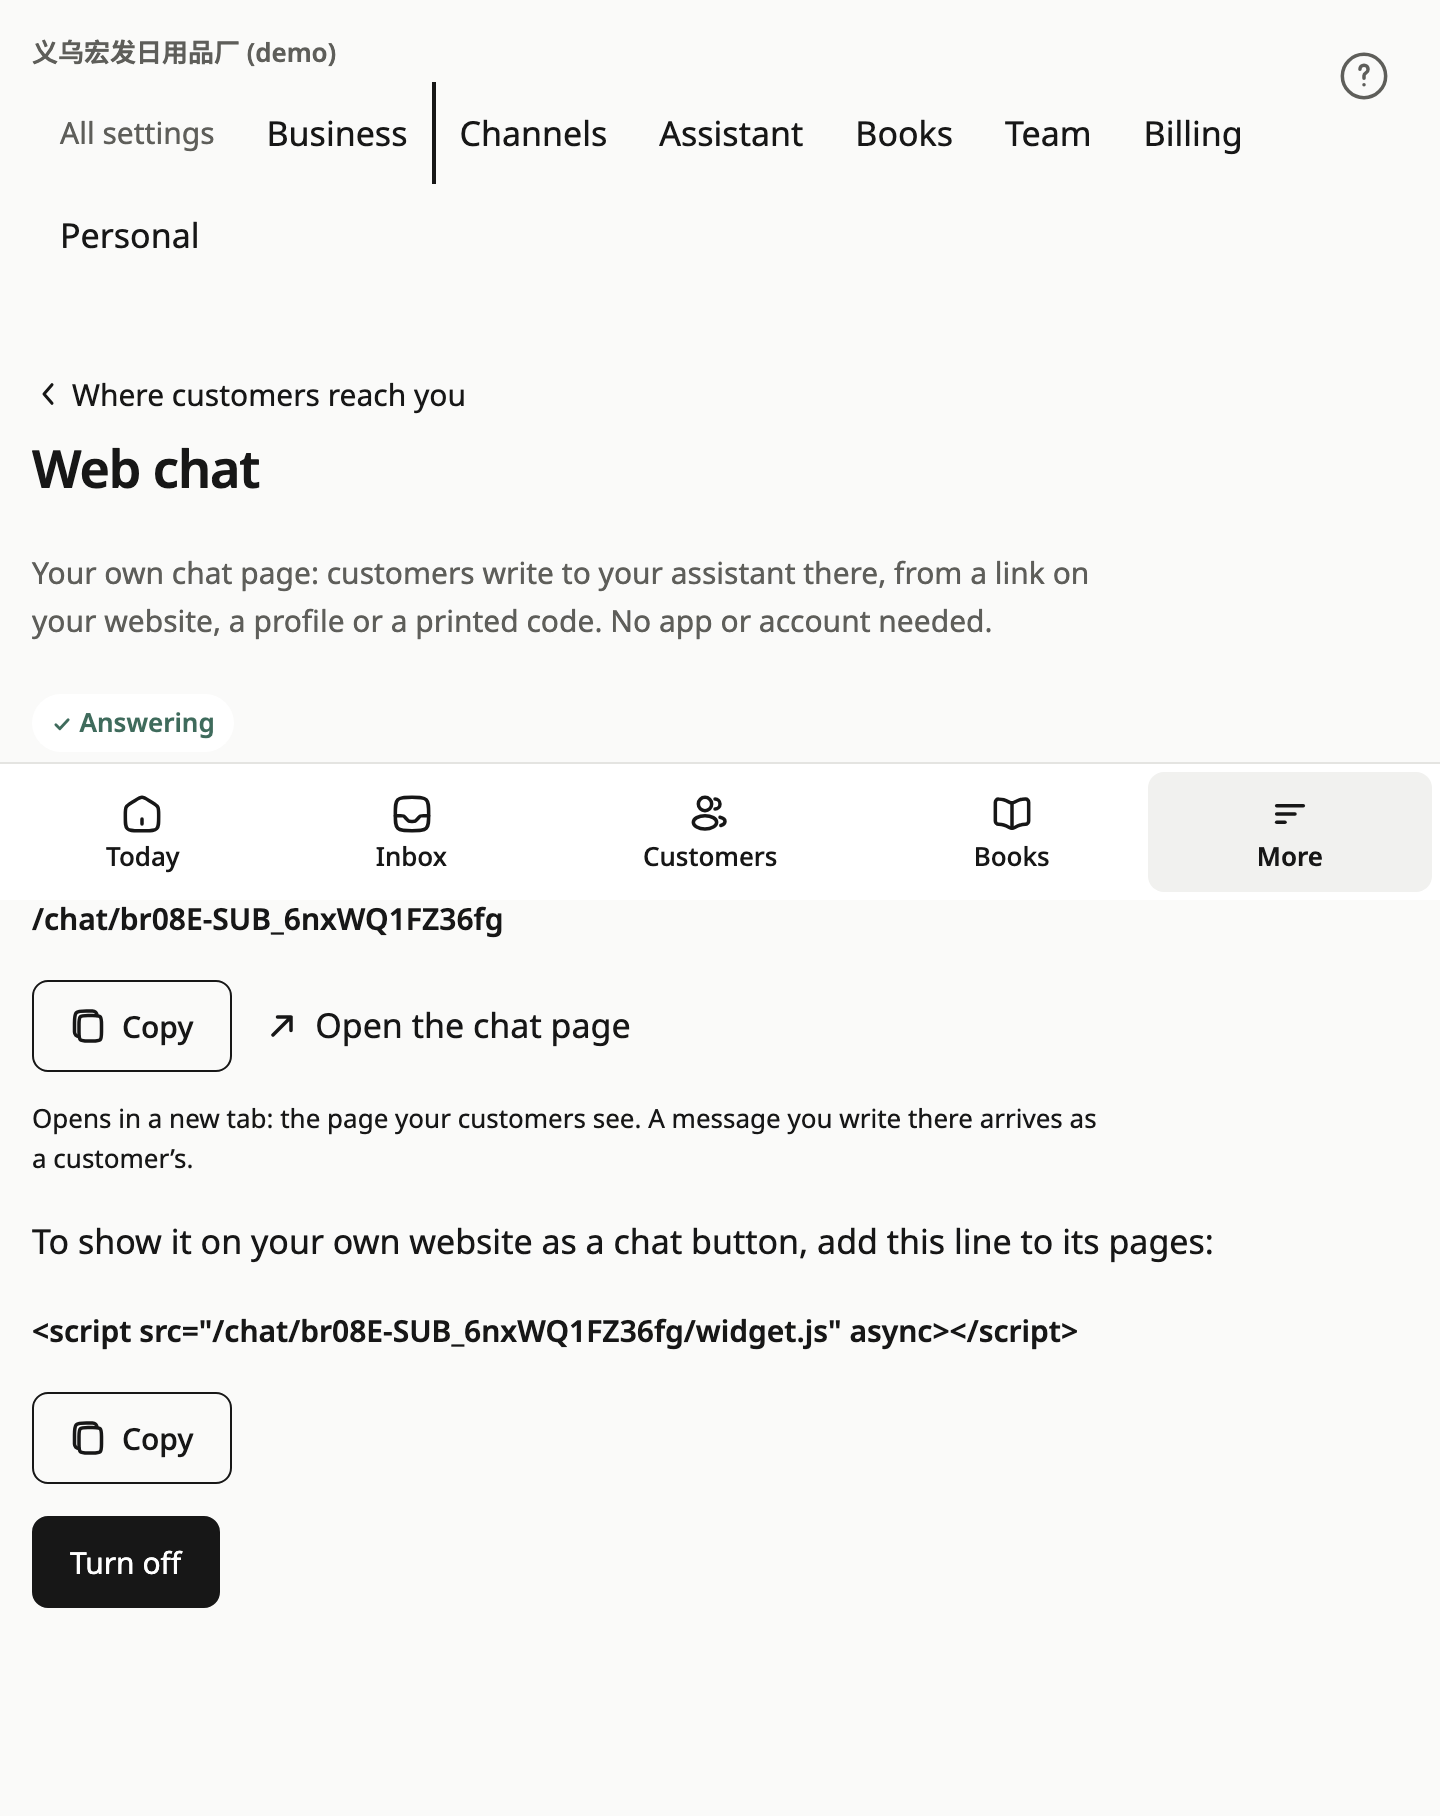 义乌宏发日用品厂 (demo)
All settings
Business
Channels
Assistant
Books
Team
Billing
Personal
Where customers reach you
Web chat
Your own chat page: customers write to your assistant there, from a link on
your website, a profile or a printed code. No app or account needed.
Answering
Today
Inbox
Customers
Books
More
/chat/br08E-SUB_6nxWQ1FZ36fg
Copy
Open the chat page
Opens in a new tab: the page your customers see. A message you write there arrives as
a customer’s.
To show it on your own website as a chat button, add this line to its pages:
<script src="/chat/br08E-SUB_6nxWQ1FZ36fg/widget.js" async></script>
Copy
Turn off